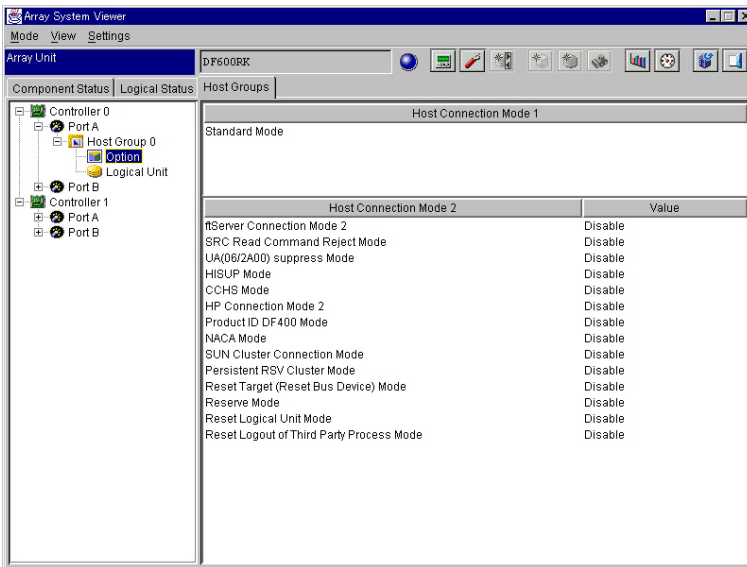 Array System Viewer
Mode View Settings
Array Unit
DF600RK
Component Status Logical Status Host Groups
Controller 0
Port A
Host Group 0
Option
Logical Unit
Port B
Controller 1
Port A
Port B
Host Connection Mode 1
Standard Mode
Host Connection Mode 2 Value
ftServer Connection Mode 2 Disable
SRC Read Command Reject Mode Disable
UA(06/2A00) suppress Mode Disable
HISUP Mode Disable
CCHS Mode Disable
HP Connection Mode 2 Disable
Product ID DF400 Mode Disable
NACA Mode Disable
SUN Cluster Connection Mode Disable
Persistent RSV Cluster Mode Disable
Reset Target (Reset Bus Device) Mode Disable
Reserve Mode Disable
Reset Logical Unit Mode Disable
Reset Logout of Third Party Process Mode Disable